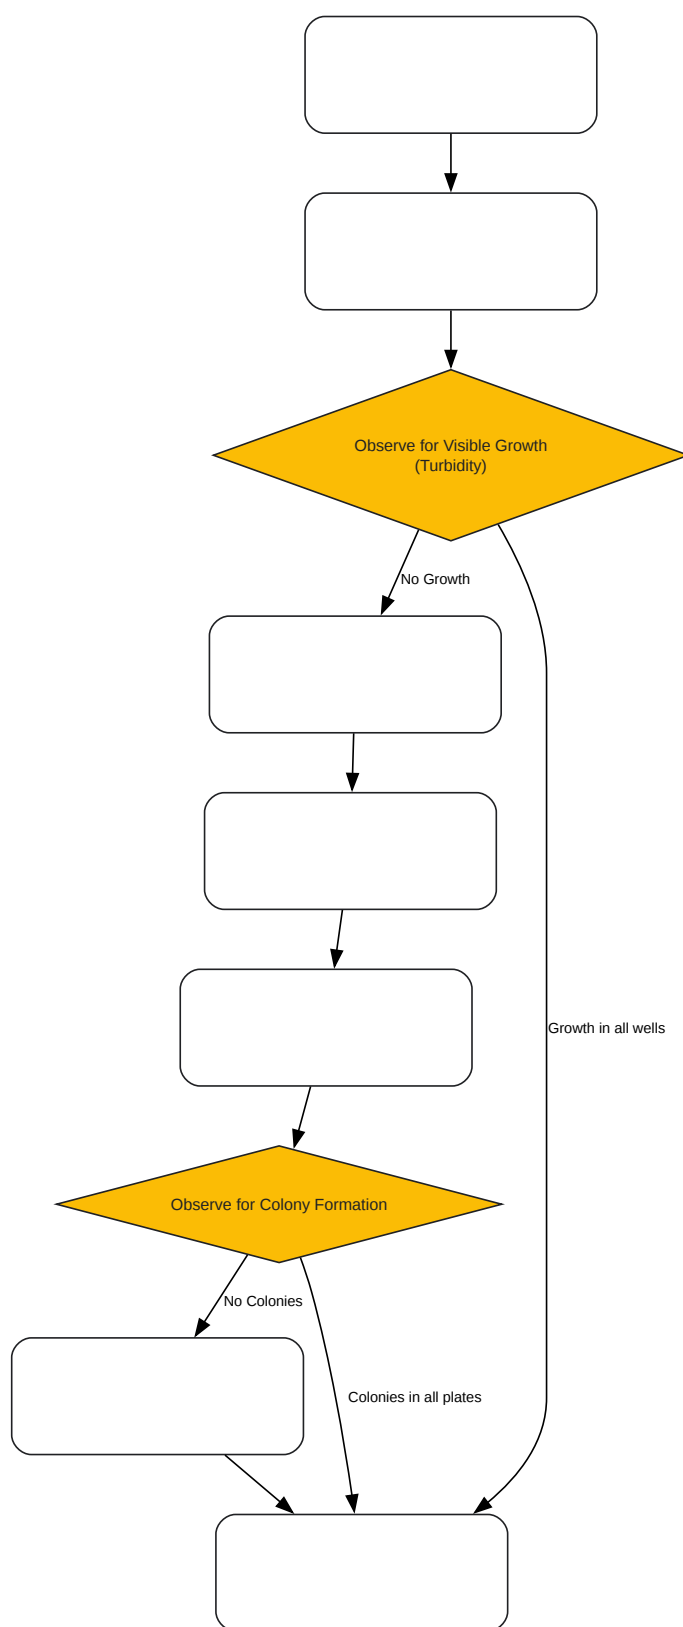 Observe for Visible Growth
(Turbidity)
No Growth
Growth in all wells
Observe for Colony Formation
No Colonies
Colonies in all plates